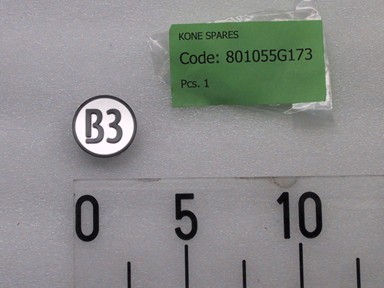 KONE SPARES
Code: 801055G173
Pcs. 1
B3
0 5 10